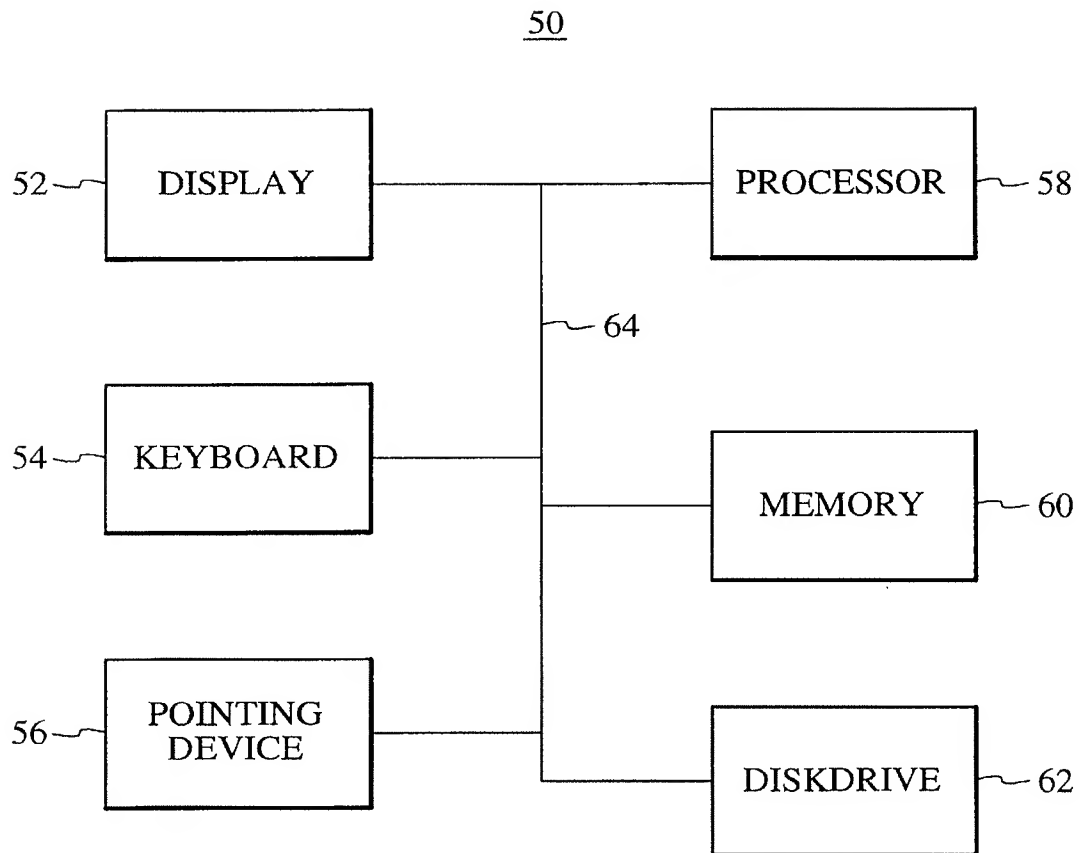 50
52
DISPLAY
PROCESSOR
58
64
54
KEYBOARD
MEMORY
60
56
POINTING
DEVICE
DISKDRIVE
62